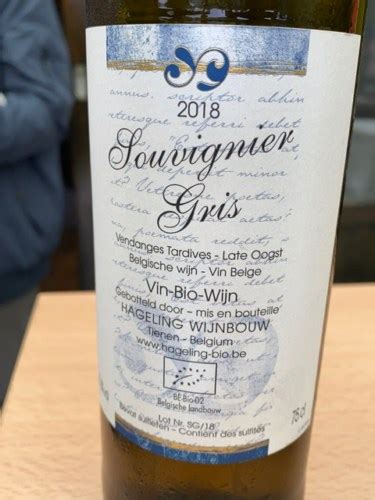 2018
Souvignier
Gris
Vendanges Tardives - Late Oogst
Belgische wijn - Vin Belge
Vin-Bio-Wijn
Gebotteld door - mis en bouteille
HAGELING WIJNBOUW
Tienen - Belgium
www.hageling-bio.be
BE-Bio-02
Belgische landbouw
75 cl
Lot Nr. SG/18
Bevat sulfieten - Contient des sulfites